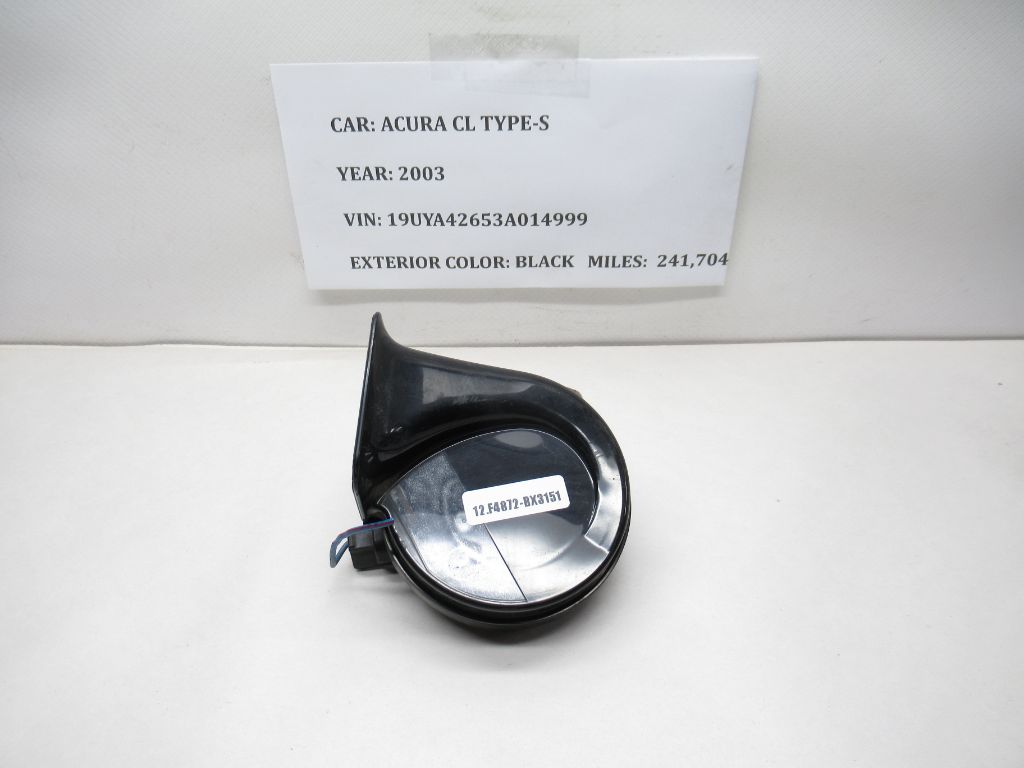 CAR: ACURA CL TYPE-S
YEAR: 2003
VIN: 19UYA42653A014999
EXTERIOR COLOR: BLACK MILES: 241,704
12.F4872-BX3151